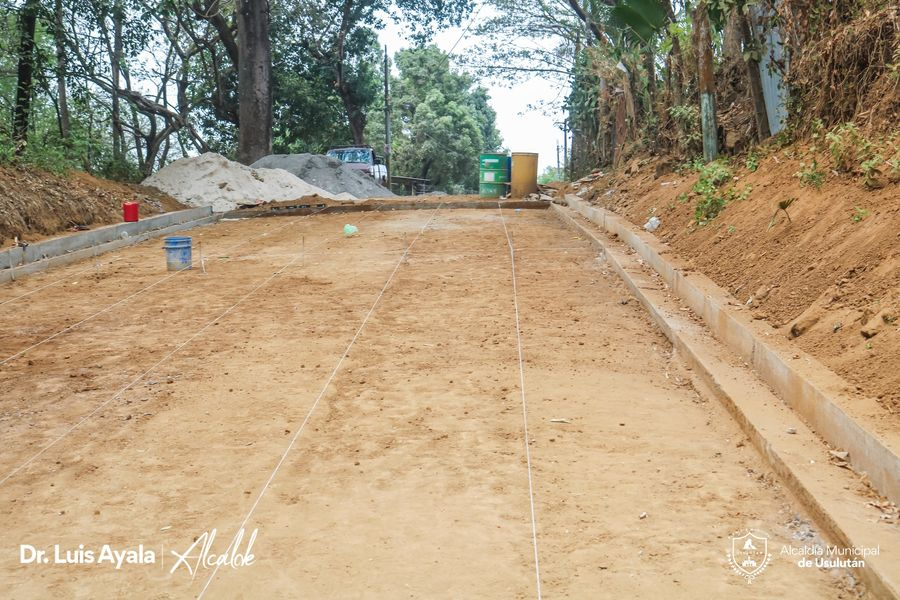 Dr. Luis Ayala | Alcalde
Alcaldía Municipal
de Usulután